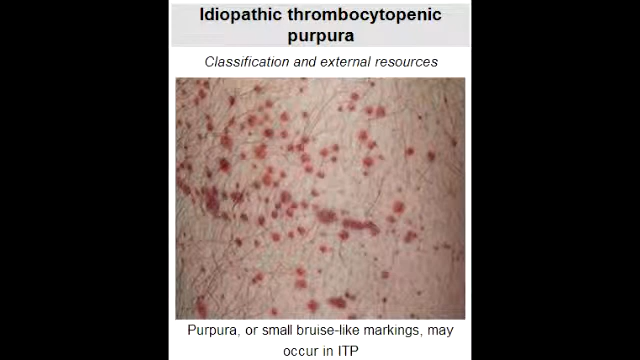 Idiopathic thrombocytopenic
purpura
Classification and external resources
Purpura, or small bruise-like markings, may
occur in ITP